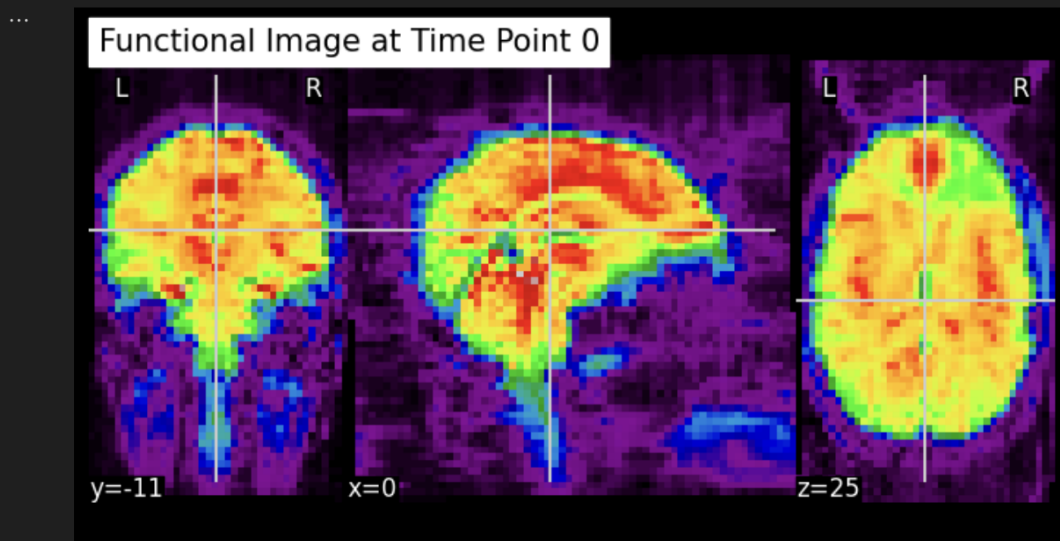 ...
Functional Image at Time Point 0
L R
L R
y=-11
x=0
z=25